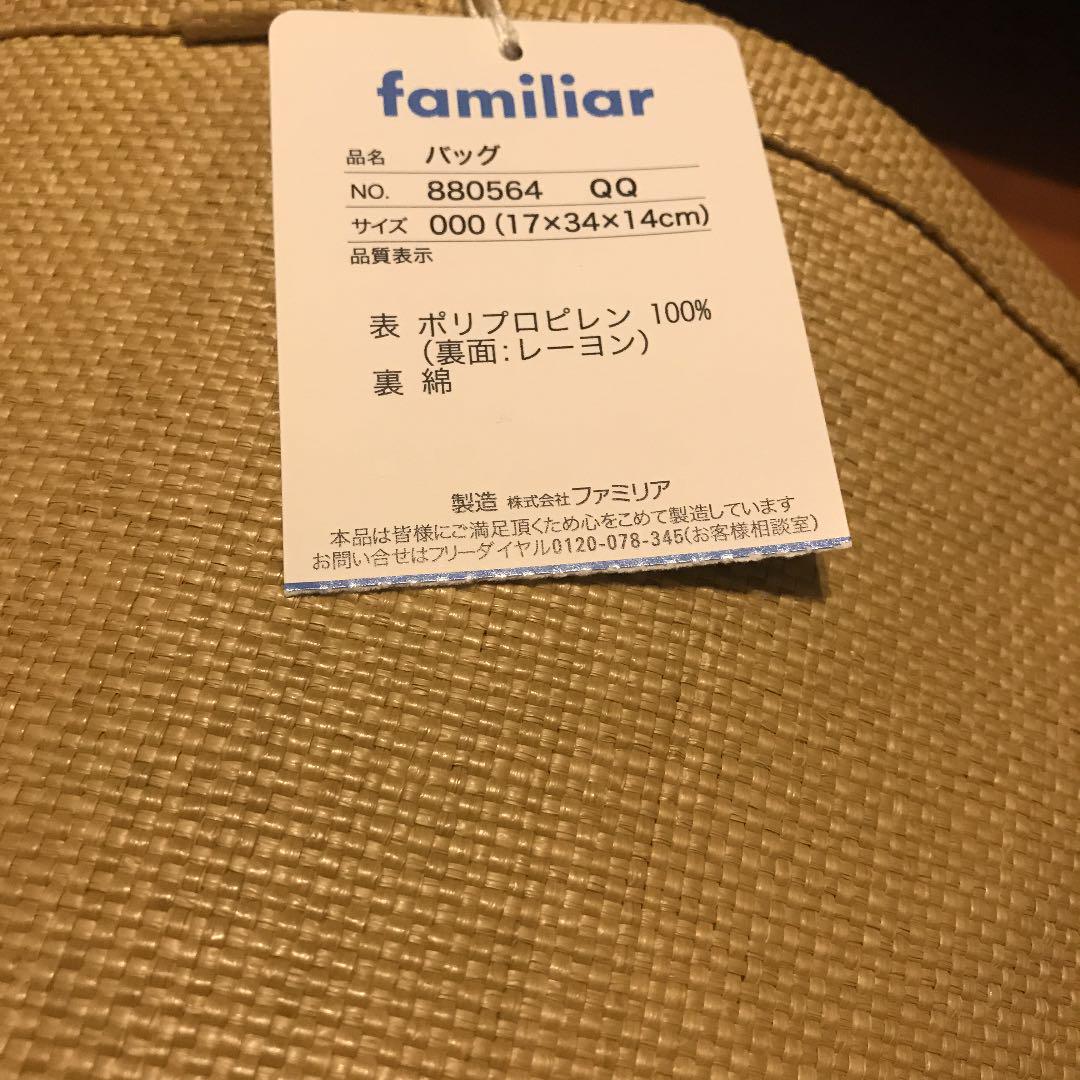 familiar
品名 バッグ
NO. 880564 QQ
サイズ 000 (17×34×14cm)
品質表示
表 ポリプロピレン 100%
(裏面:レーヨン)
裏 綿
製造 株式会社ファミリア
本品は皆様にご満足頂くため心をこめて製造しています
お問い合せはフリーダイヤル0120-078-345(お客様相談室)